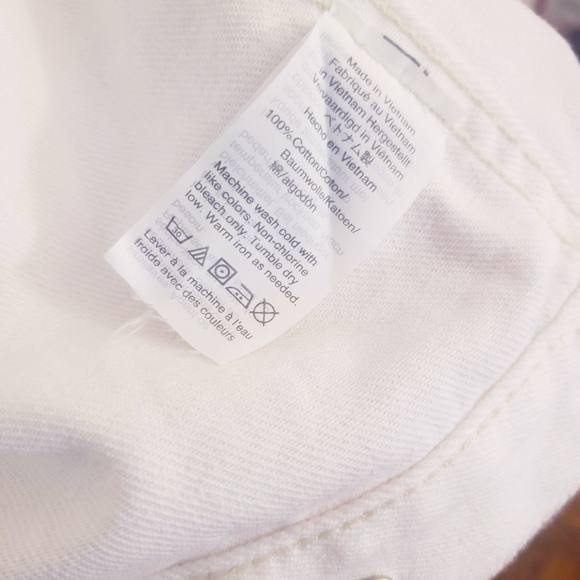 Made in Vietnam
Fabriqué au Vietnam
in Vietnam Hergestellt
Vervaardigd in Viëtnam
ベトナム製
Hecho en Vietnam
100% Cotton/Coton/
Baumwolle/Katoen/
綿/algodón
Machine wash cold with
like colors. Non-chlorine
bleach only. Tumble dry
low. Warm iron as needed.
30
Laver à la machine à l'eau
froide avec des couleurs